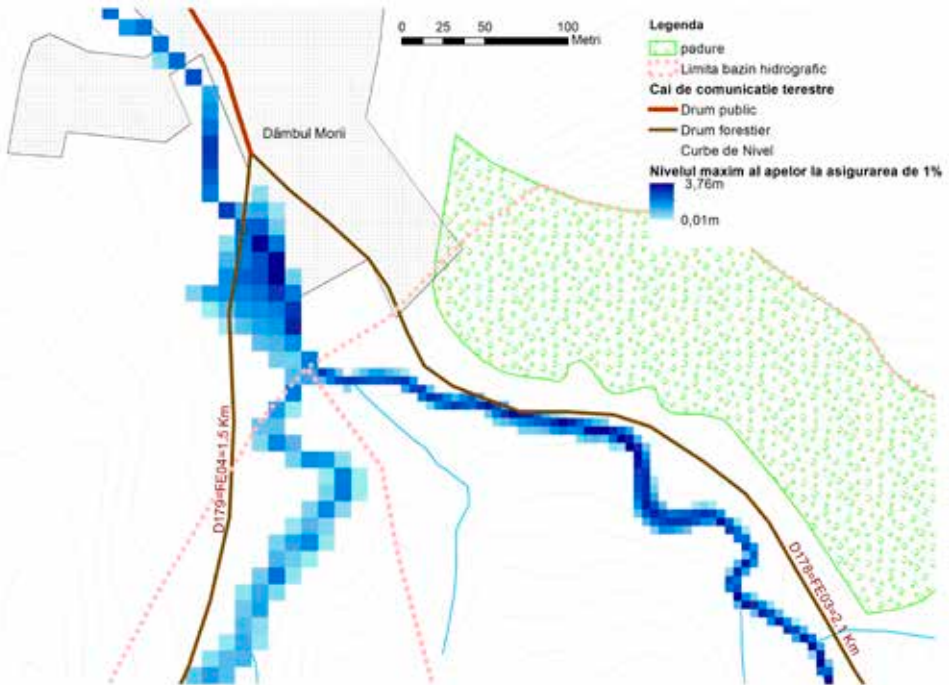 0 25 50 100
Metri
Legenda
padure
Limita bazin hidrografic
Cai de comunicatie terestre
Drum public
Drum forestier
Curbe de Nivel
Nivelul maxim al apelor la asigurarea de 1%
3,76m
0,01m
Dâmbul Morii
D179=FE04=1,5 Km
D178=FE03=2,1 Km